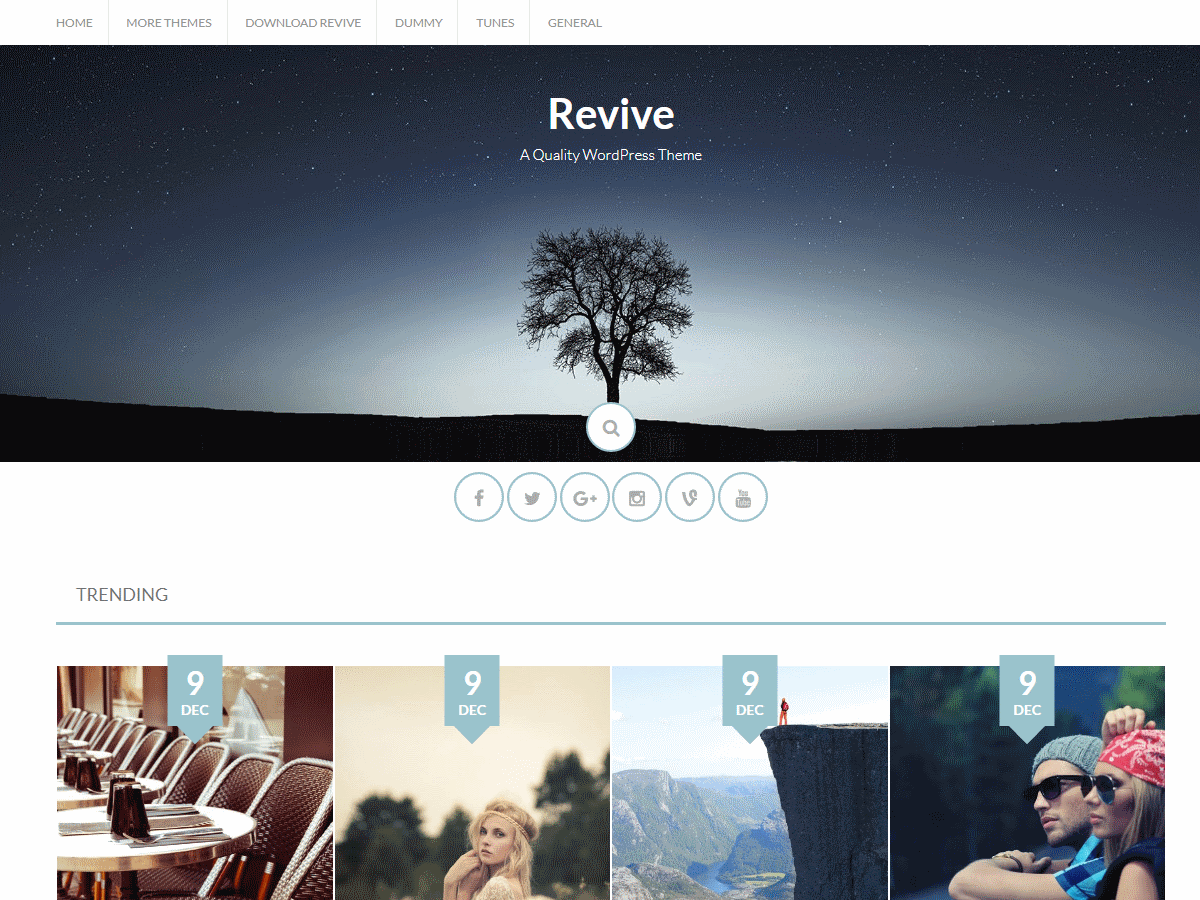 HOME MORE THEMES DOWNLOAD REVIVE DUMMY TUNES GENERAL
Revive
A Quality WordPress Theme
G+ You Tube
TRENDING
9 9 9 9
DEC DEC DEC DEC